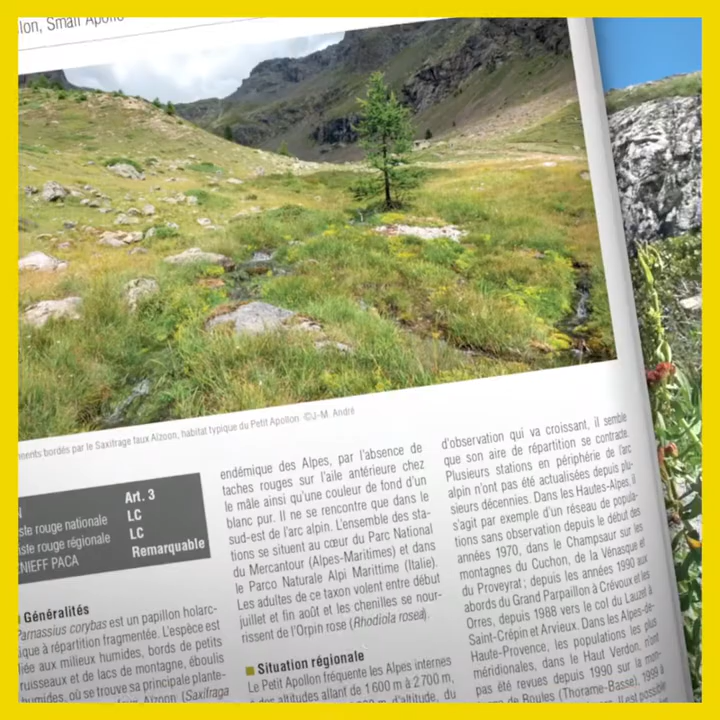 Small Apollo
ments bordés par le Saxifrage faux Aïzoon, habitat typique du Petit Apollon ©J-M. André
Art. 3
iste rouge nationale LC
iste rouge régionale LC
ZNIEFF PACA Remarquable
Généralités
Parnassius corybas est un papillon holarc-
ique à répartition fragmentée. L'espèce est
liée aux milieux humides, bords de petits
ruisseaux et de lacs de montagne, éboulis
humides, où se trouve sa principale plante-
Aïzoon (Saxifraga
endémique des Alpes, par l'absence de
taches rouges sur l'aile antérieure chez
le mâle ainsi qu'une couleur de fond d'un
blanc pur. Il ne se rencontre que dans le
sud-est de l'arc alpin. L'ensemble des sta-
tions se situent au cœur du Parc National
du Mercantour (Alpes-Maritimes) et dans
le Parco Naturale Alpi Marittime (Italie).
Les adultes de ce taxon volent entre début
juillet et fin août et les chenilles se nour-
rissent de l'Orpin rose (Rhodiola rosea).
Situation régionale
Le Petit Apollon fréquente les Alpes internes
des altitudes allant de 1 600 m à 2 700 m,
d'altitude, du
d'observation qui va croissant, il semble
que son aire de répartition se contracte.
Plusieurs stations en périphérie de l'arc
alpin n'ont pas été actualisées depuis plu-
sieurs décennies. Dans les Hautes-Alpes, il
s'agit par exemple d'un réseau de popula-
tions sans observation depuis le début des
années 1970, dans le Champsaur sur les
montagnes du Cuchon, de la Vénasque et
du Proveyrat ; depuis les années 1990 aux
abords du Grand Parpaillon à Crévoux et les
Orres, depuis 1988 vers le col du Lauzet à
Saint-Crépin et Arvieux. Dans les Alpes-de-
Haute-Provence, les populations les plus
méridionales, dans le Haut Verdon, n'ont
pas été revues depuis 1990 sur la mon-
de Boules (Thorame-Basse), 1999 à
est possible